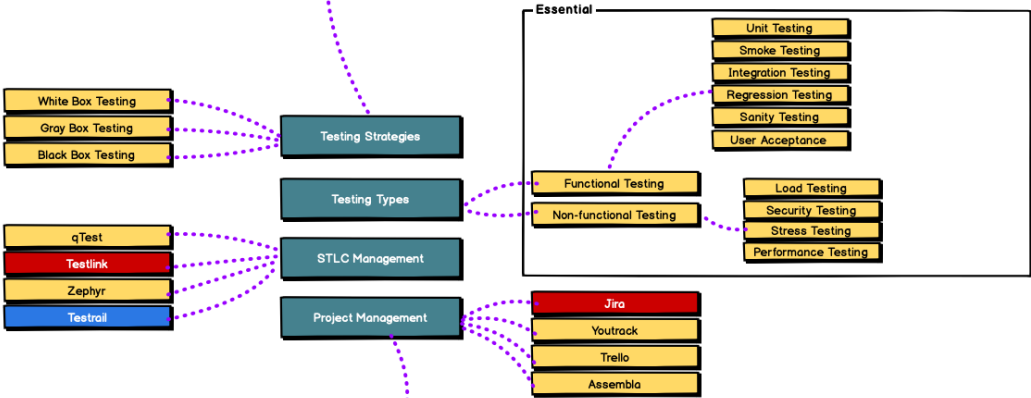 Essential
Unit Testing
Smoke Testing
Integration Testing
Regression Testing
Sanity Testing
User Acceptance
White Box Testing
Gray Box Testing
Black Box Testing
Testing Strategies
Testing Types
Functional Testing
Non-functional Testing
Load Testing
Security Testing
Stress Testing
Performance Testing
qTest
Testlink
Zephyr
Testrail
STLC Management
Project Management
Jira
Youtrack
Trello
Assembla